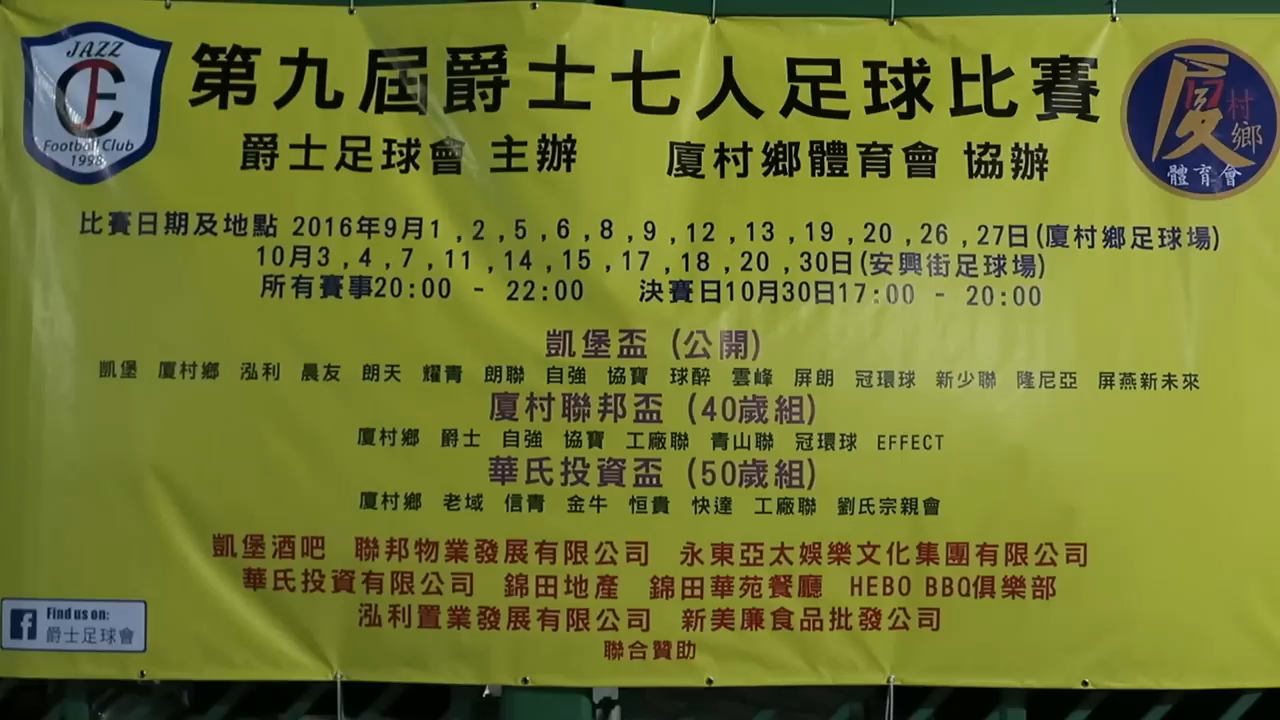 JAZZ
CFT
Football Club
1998
第九屆爵士七人足球比賽
廈
村
鄉
體育會
爵士足球會 主辦 廈村鄉體育會 協辦
比賽日期及地點 2016年9月1 ,2 ,5 ,6 ,8 ,9 ,12 ,13 ,19 ,20 ,26 ,27日(廈村鄉足球場)
10月3 ,4 ,7 ,11 ,14 ,15 ,17 ,18 ,20 ,30日(安興街足球場)
所有賽事20:00 - 22:00 決賽日10月30日17:00 - 20:00
凱堡盃 (公開)
凱堡 廈村鄉 泓利 晨友 朗天 耀青 朗聯 自強 協寶 球醉 雲峰 屏朗 冠環球 新少聯 隆尼亞 屏燕新未來
廈村聯邦盃 (40歲組)
廈村鄉 爵士 自強 協寶 工廠聯 青山聯 冠環球 EFFECT
華氏投資盃 (50歲組)
廈村鄉 老域 信青 金牛 恒貴 快達 工廠聯 劉氏宗親會
凱堡酒吧 聯邦物業發展有限公司 永東亞太娛樂文化集團有限公司
華氏投資有限公司 錦田地產 錦田華苑餐廳 HEBO BBQ俱樂部
泓利置業發展有限公司 新美廉食品批發公司
聯合贊助
f Find us on:
爵士足球會